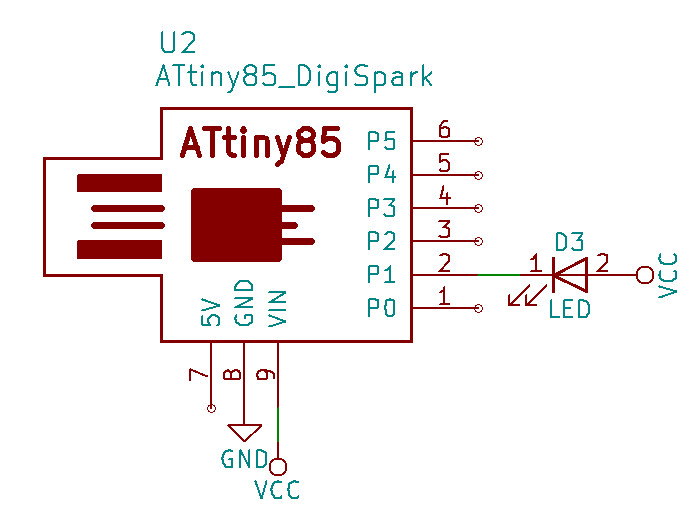 U2
ATtiny85_DigiSpark
ATtiny85
P5 6
P4 5
P3 4
P2 3
P1 2
P0 1
1 D3 2
LED
VCC
5V GND VIN
7 8 9
GND
VCC